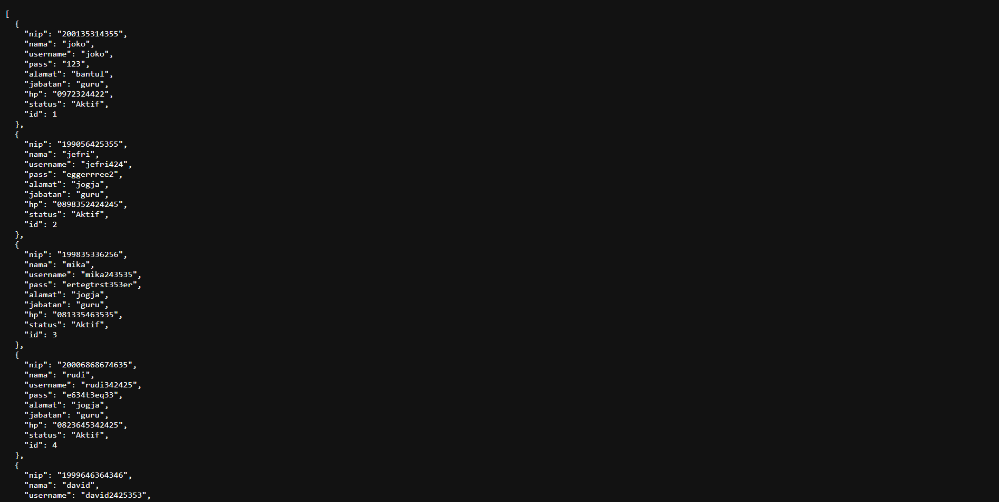 [
  {
    "nip": "200135314355",
    "nama": "joko",
    "username": "joko",
    "pass": "123",
    "alamat": "bantul",
    "jabatan": "guru",
    "hp": "0972324422",
    "status": "Aktif",
    "id": 1
  },
  {
    "nip": "199056425355",
    "nama": "jefri",
    "username": "jefri424",
    "pass": "eggerrree2",
    "alamat": "jogja",
    "jabatan": "guru",
    "hp": "0898352424245",
    "status": "Aktif",
    "id": 2
  },
  {
    "nip": "199835336256",
    "nama": "mika",
    "username": "mika243535",
    "pass": "ertegtrst353er",
    "alamat": "jogja",
    "jabatan": "guru",
    "hp": "081335463535",
    "status": "Aktif",
    "id": 3
  },
  {
    "nip": "20006868674635",
    "nama": "rudi",
    "username": "rudi342425",
    "pass": "e634t3eq33",
    "alamat": "jogja",
    "jabatan": "guru",
    "hp": "0823645342425",
    "status": "Aktif",
    "id": 4
  },
  {
    "nip": "1999646364346",
    "nama": "david",
    "username": "david2425353",